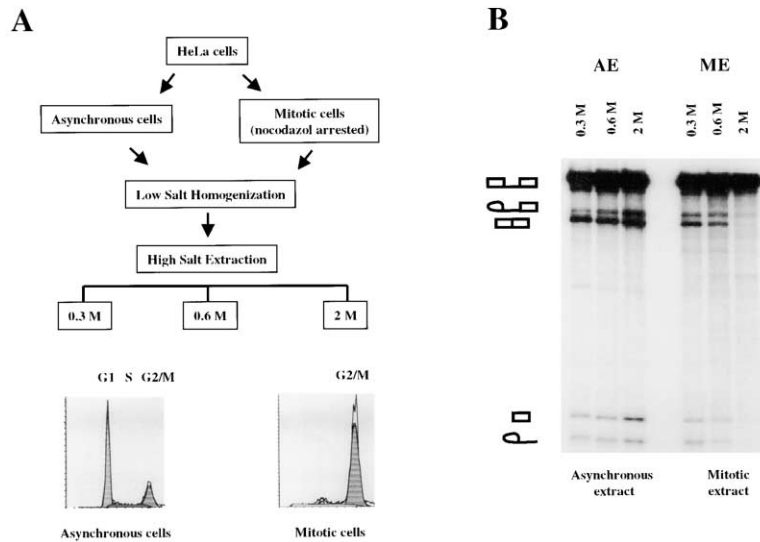 A
HeLa cells
Asynchronous cells
Mitotic cells
(nocodazol arrested)
Low Salt Homogenization
High Salt Extraction
0.3 M
0.6 M
2 M
G1 S G2/M
G2/M
Asynchronous cells
Mitotic cells
B
AE
ME
0.3 M
0.6 M
2 M
0.3 M
0.6 M
2 M
Asynchronous
extract
Mitotic
extract